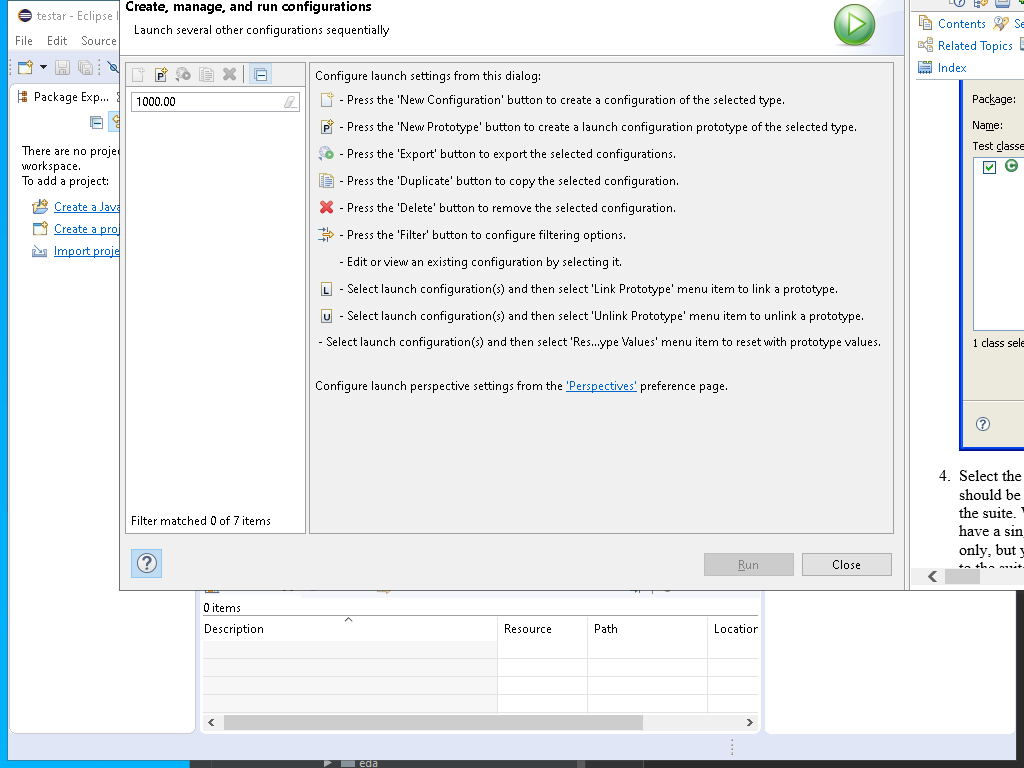 testar - Eclipse I
File Edit Source
Package Exp...
There are no proje
workspace.
To add a project:
Create a Java
Create a proj
Import proje
Create, manage, and run configurations
Launch several other configurations sequentially
1000.00
Filter matched 0 of 7 items
Configure launch settings from this dialog:
- Press the 'New Configuration' button to create a configuration of the selected type.
- Press the 'New Prototype' button to create a launch configuration prototype of the selected type.
- Press the 'Export' button to export the selected configurations.
- Press the 'Duplicate' button to copy the selected configuration.
- Press the 'Delete' button to remove the selected configuration.
- Press the 'Filter' button to configure filtering options.
- Edit or view an existing configuration by selecting it.
L - Select launch configuration(s) and then select 'Link Prototype' menu item to link a prototype.
U - Select launch configuration(s) and then select 'Unlink Prototype' menu item to unlink a prototype.
- Select launch configuration(s) and then select 'Res...ype Values' menu item to reset with prototype values.
Configure launch perspective settings from the 'Perspectives' preference page.
Run Close
Contents Se
Related Topics
Index
Package:
Name:
Test classe
1 class sele
4. Select the
should be
the suite. W
have a sin
only, but y
to the suite
0 items
Description Resource Path Location
eda